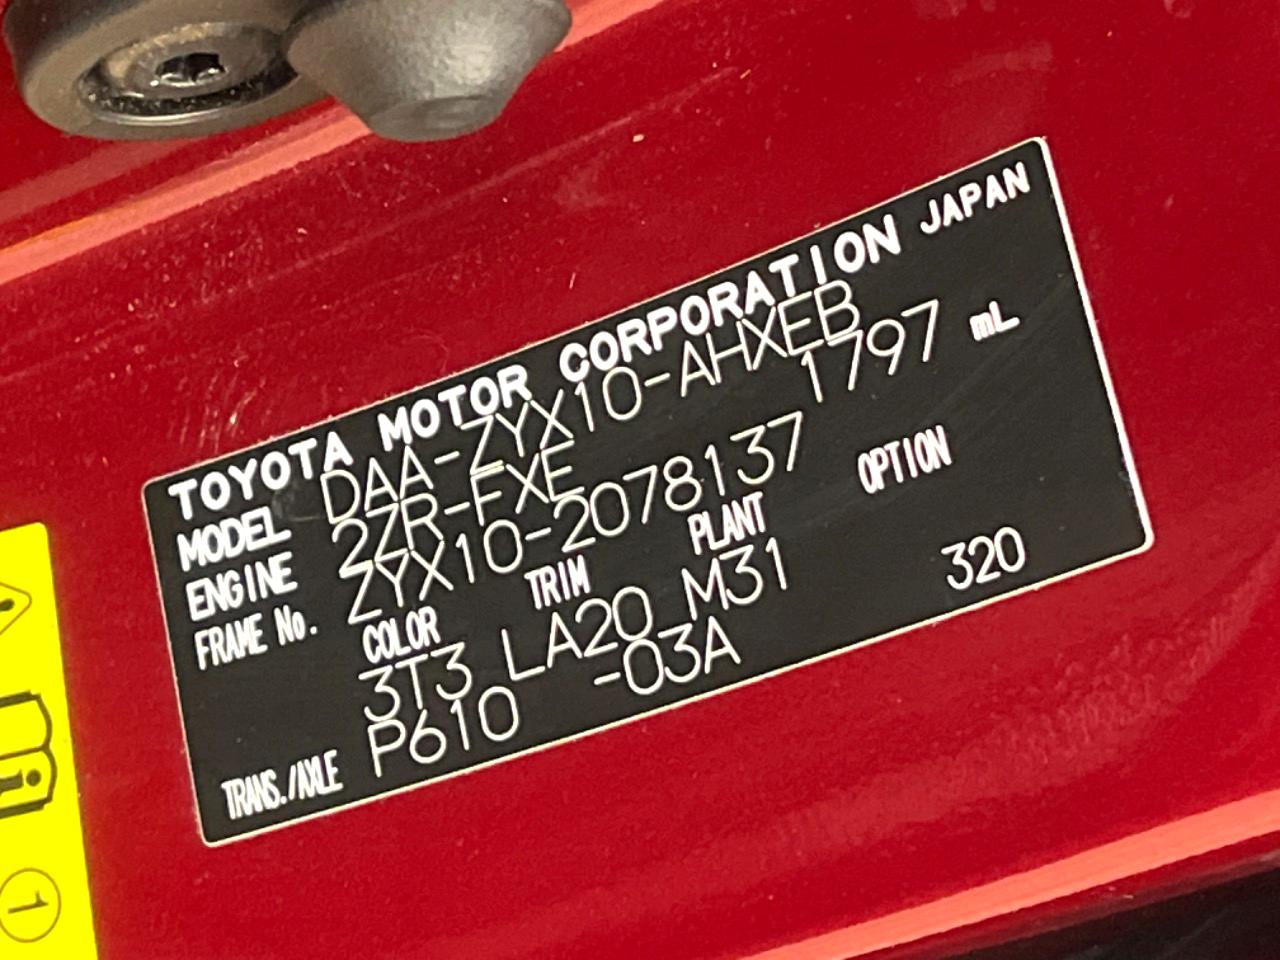 TOYOTA MOTOR CORPORATION JAPAN
MODEL DAA-ZYX10-AHXEB
ENGINE 2ZR-FXE 1797 mL
FRAME No. ZYX10-2078137
COLOR TRIM PLANT OPTION
3T3 LA20 M31 320
TRANS./AXLE P610 -03A
1